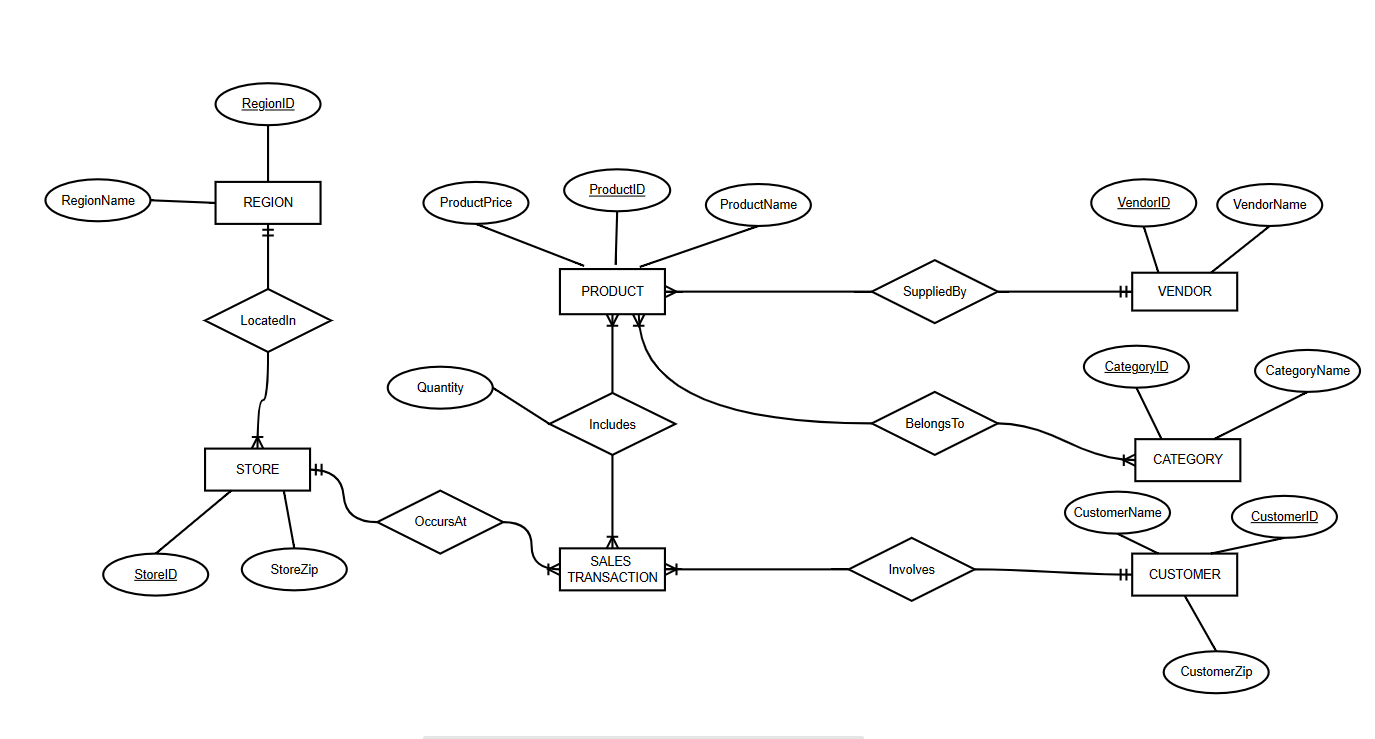 RegionID
RegionName
REGION
LocatedIn
STORE
StoreID
StoreZip
OccursAt
ProductPrice
ProductID
ProductName
PRODUCT
Quantity
Includes
SALES
TRANSACTION
SuppliedBy
VendorID
VendorName
VENDOR
BelongsTo
CategoryID
CategoryName
CATEGORY
Involves
CustomerName
CustomerID
CUSTOMER
CustomerZip